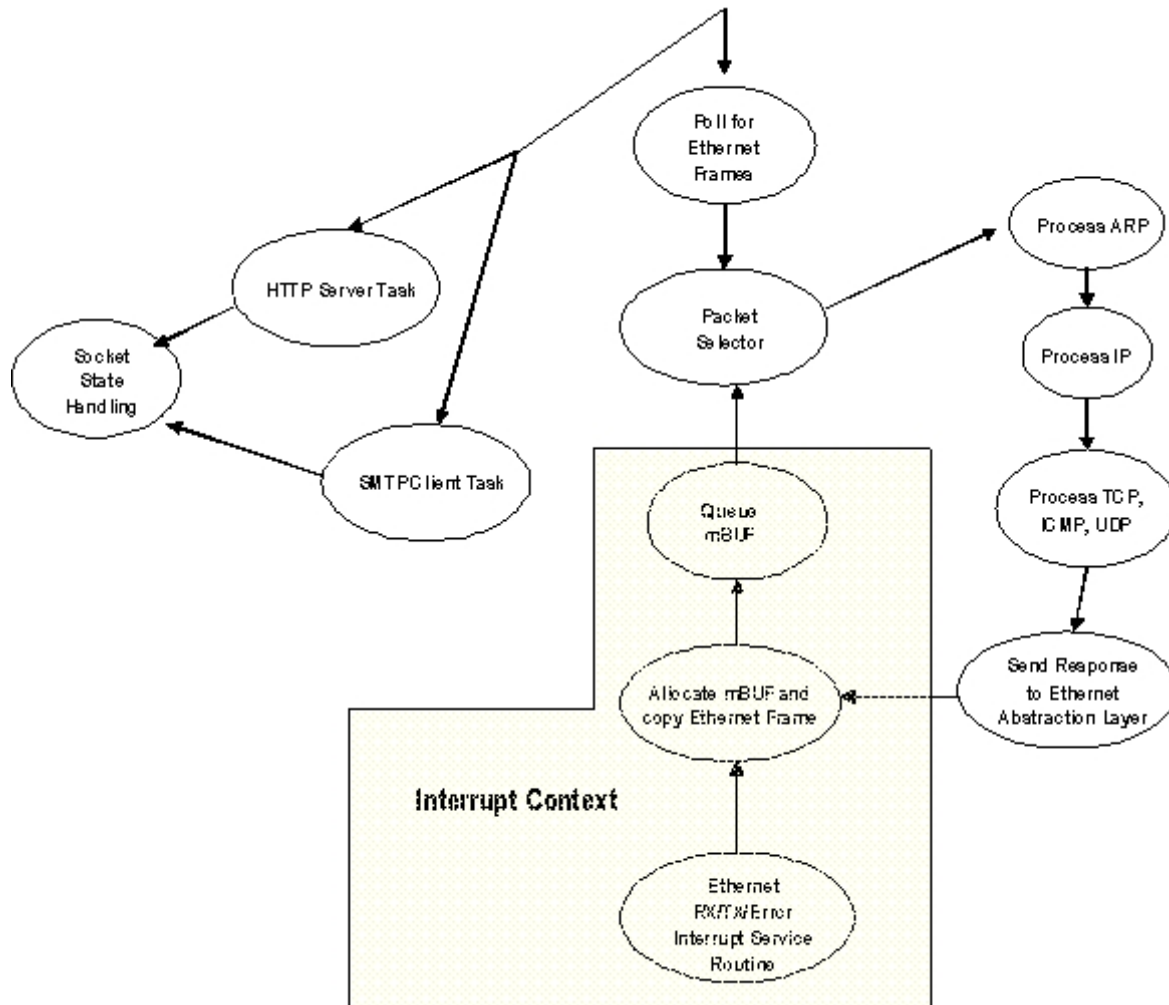 Poll for
Ethernet
Frames
Process ARP
HTTP Server Task
Packet
Selector
Process IP
Socket
State
Handling
SMTPClient Task
Queue
mBUF
Process TCP,
ICMP, UDP
Allocate mBUF and
copy Ethernet Frame
Send Response
to Ethernet
Abstraction Layer
Interrupt Context
Ethernet
RX/TX/Error
Interrupt Service
Routine